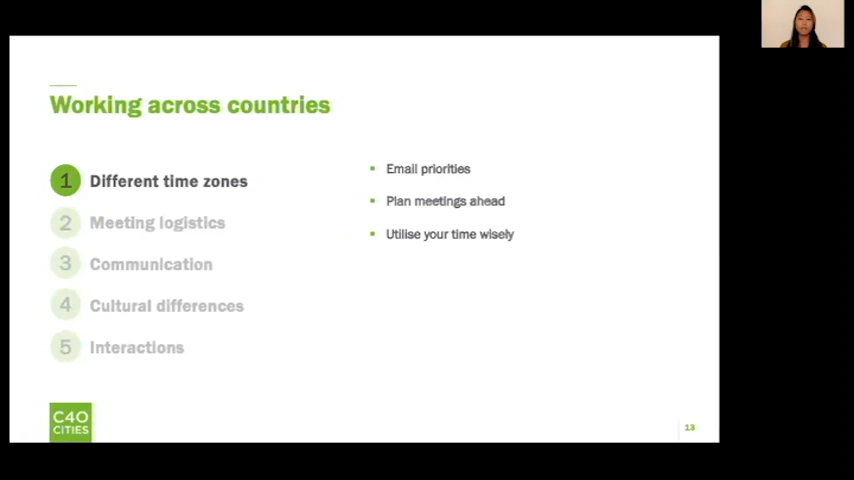 Working across countries
1 Different time zones
2 Meeting logistics
3 Communication
4 Cultural differences
5 Interactions
Email priorities
Plan meetings ahead
Utilise your time wisely
C40
CITIES
13